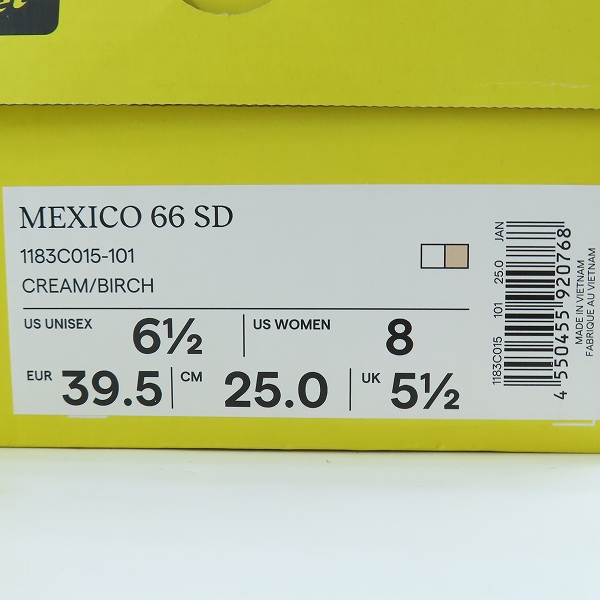 MEXICO 66 SD
1183C015-101
CREAM/BIRCH
US UNISEX 6½ US WOMEN 8
EUR 39.5 CM 25.0 UK 5½
1183C015 101 25.0 JAN
4 550455 920768
MADE IN VIETNAM
FABRIQUE AU VIETNAM